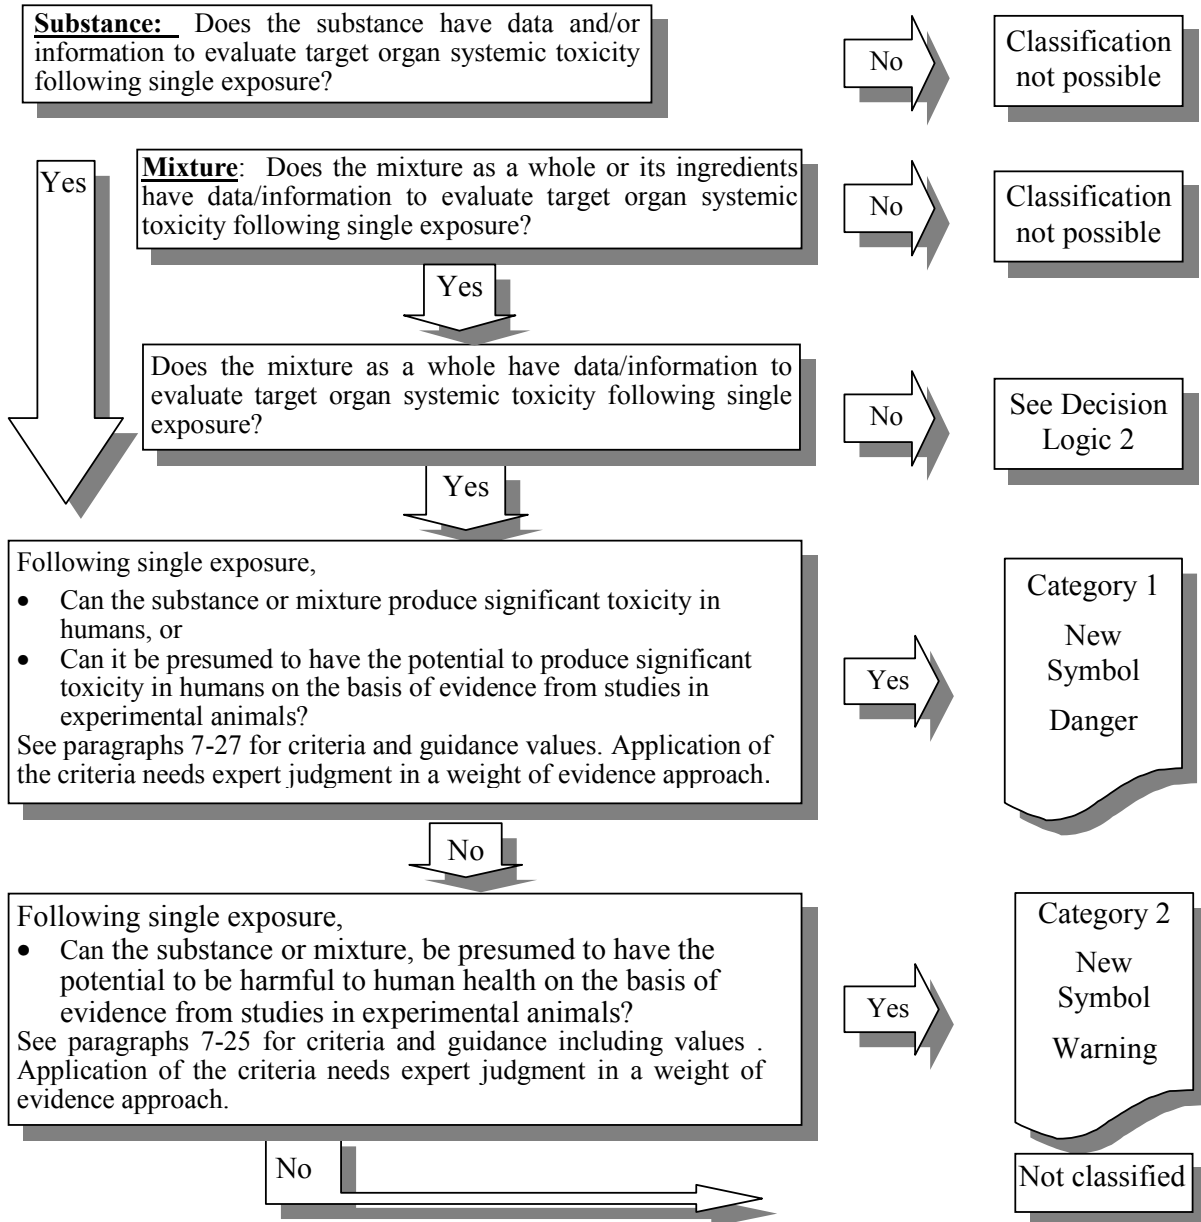 Substance: Does the substance have data and/or
information to evaluate target organ systemic toxicity
following single exposure?
No
Classification
not possible
Yes
Mixture: Does the mixture as a whole or its ingredients
have data/information to evaluate target organ systemic
toxicity following single exposure?
No
Classification
not possible
Yes
Does the mixture as a whole have data/information to
evaluate target organ systemic toxicity following single
exposure?
No
See Decision
Logic 2
Yes
Following single exposure,
• Can the substance or mixture produce significant toxicity in
humans, or
• Can it be presumed to have the potential to produce significant
toxicity in humans on the basis of evidence from studies in
experimental animals?
See paragraphs 7-27 for criteria and guidance values. Application of
the criteria needs expert judgment in a weight of evidence approach.
Yes
Category 1
New
Symbol
Danger
No
Following single exposure,
• Can the substance or mixture, be presumed to have the
potential to be harmful to human health on the basis of
evidence from studies in experimental animals?
See paragraphs 7-25 for criteria and guidance including values .
Application of the criteria needs expert judgment in a weight of
evidence approach.
Yes
Category 2
New
Symbol
Warning
No
Not classified